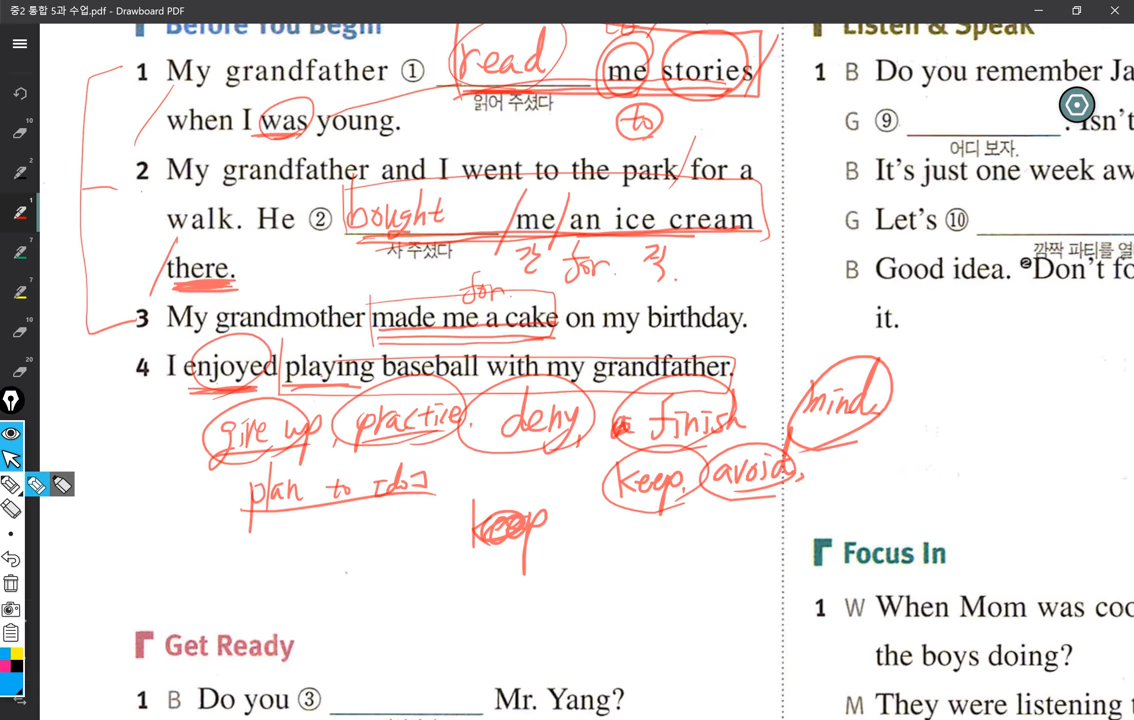 중2 통합 5과 수업.pdf - Drawboard PDF
Before You Begin
1 My grandfather ① read me stories
읽어 주셨다
to
when I was young.
2 My grandfather and I went to the park for a
walk. He ② bought me an ice cream
사 주셨다 간 for 직.
there.
for
3 My grandmother made me a cake on my birthday.
4 I enjoyed playing baseball with my grandfather.
give up, practice, deny, finish mind,
keep, avoid,
plan to
keep
Get Ready
1 B Do you ③ Mr. Yang?
Listen & Speak
1 B Do you remember Ja
G ⑨ . Isn't
어디 보자.
B It's just one week aw
G Let's ⑩
깜짝 파티를 열
B Good idea. Don't fo
it.
Focus In
1 W When Mom was coo
the boys doing?
M They were listening t